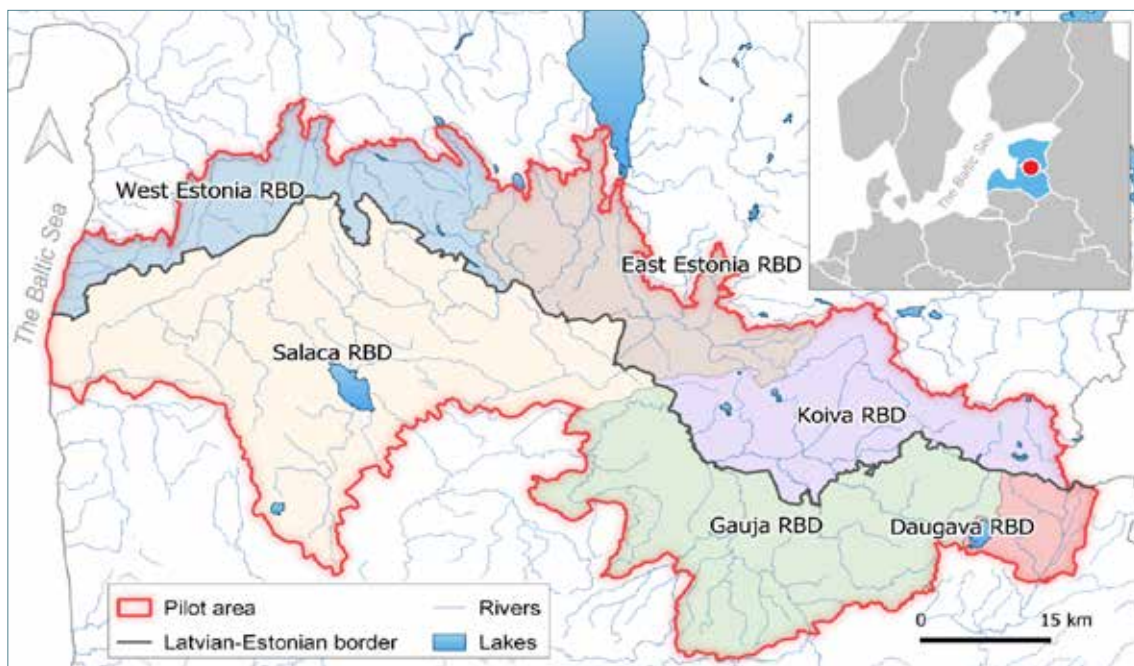 The Baltic Sea
West Estonia RBD
The Baltic Sea
East Estonia RBD
Salaca RBD
Koiva RBD
Gauja RBD
Daugava RBD
Pilot area
Rivers
Latvian-Estonian border
Lakes
0
15 km